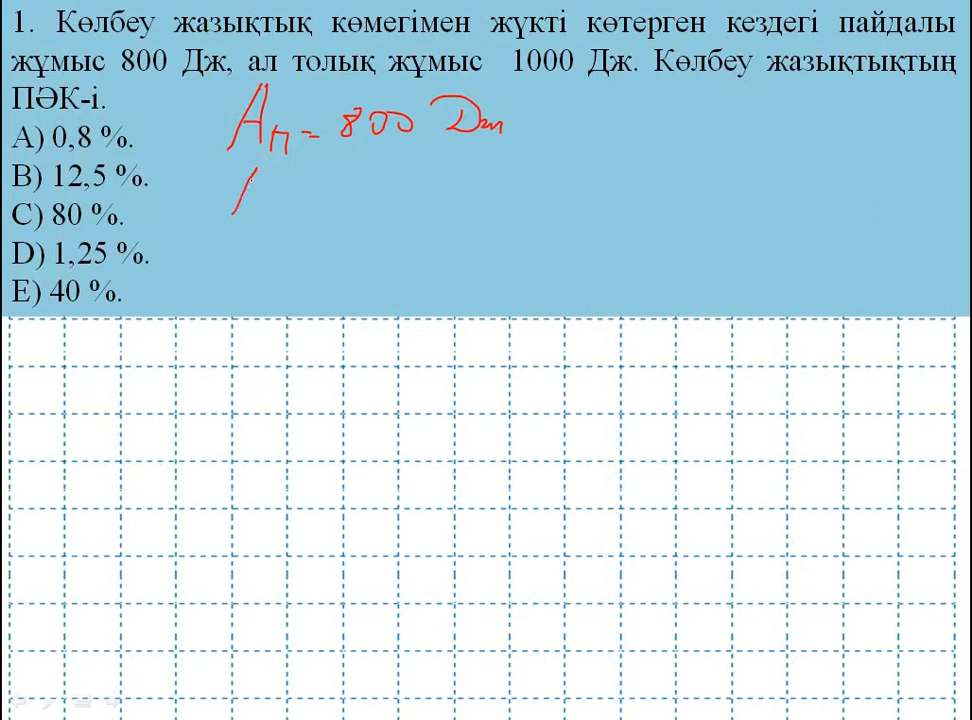 1. Көлбеу жазықтық көмегімен жүкті көтерген кездегі пайдалы
жұмыс 800 Дж, ал толық жұмыс 1000 Дж. Көлбеу жазықтықтың
ПӘК-і.
A) 0,8 %.
B) 12,5 %.
C) 80 %.
D) 1,25 %.
E) 40 %.
Aп = 800 Дж